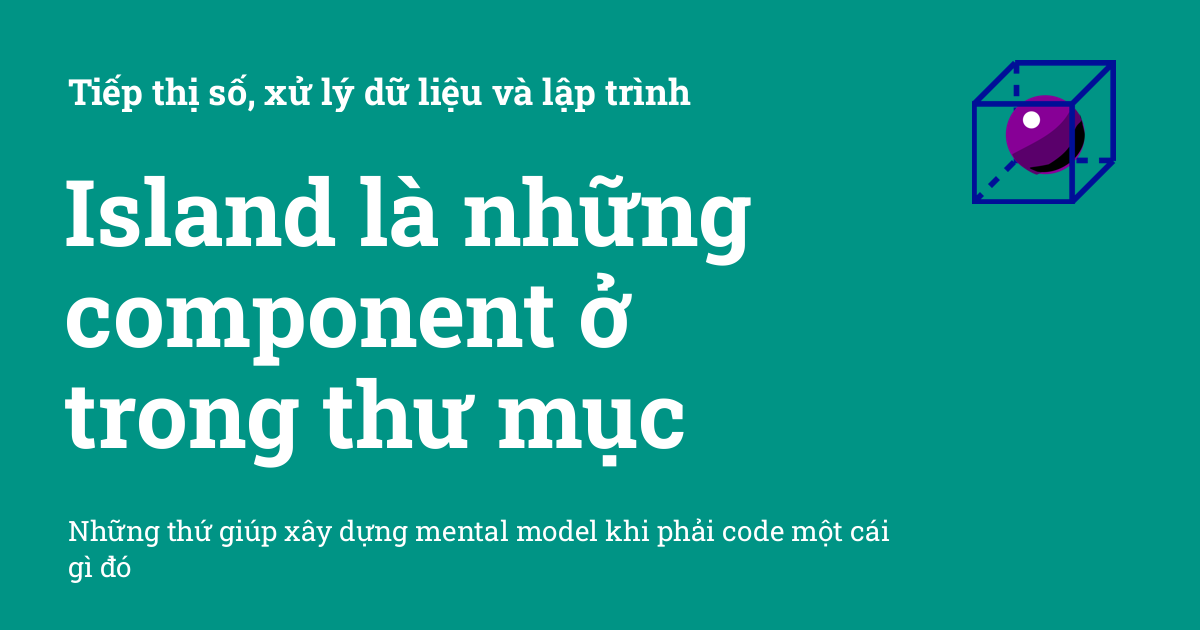 Tiếp thị số, xử lý dữ liệu và lập trình
Island là những
component ở
trong thư mục
Những thứ giúp xây dựng mental model khi phải code một cái
gì đó